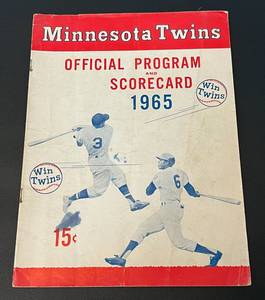 Minnesota Twins
OFFICIAL PROGRAM
AND
SCORECARD
1965
Win
Twins
3
Win
Twins
6
15¢